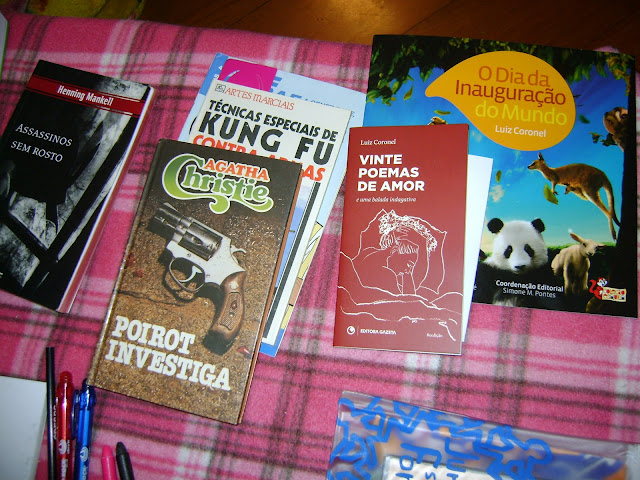 Henning Mankell
ASSASSINOS
SEM ROSTO
ARTES MARCIAIS
TÉCNICAS ESPECIAIS DE
KUNG FU
CONTRA
AGATHA
Christie
POIROT
INVESTIGA
Luiz Coronel
VINTE
POEMAS
DE AMOR
e uma balada indagativa
EDITORA GAZETA
O Dia da
Inauguração
do Mundo
Luiz Coronel
Coordenação Editorial
Simone M. Pontes